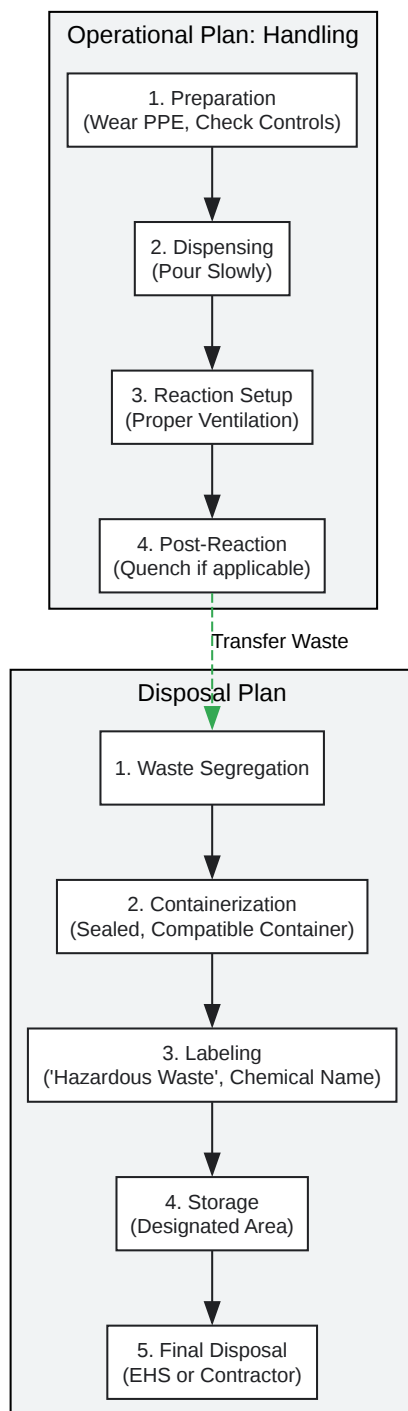 Operational Plan: Handling
1. Preparation
(Wear PPE, Check Controls)
2. Dispensing
(Pour Slowly)
3. Reaction Setup
(Proper Ventilation)
4. Post-Reaction
(Quench if applicable)
Transfer Waste
Disposal Plan
1. Waste Segregation
2. Containerization
(Sealed, Compatible Container)
3. Labeling
('Hazardous Waste', Chemical Name)
4. Storage
(Designated Area)
5. Final Disposal
(EHS or Contractor)